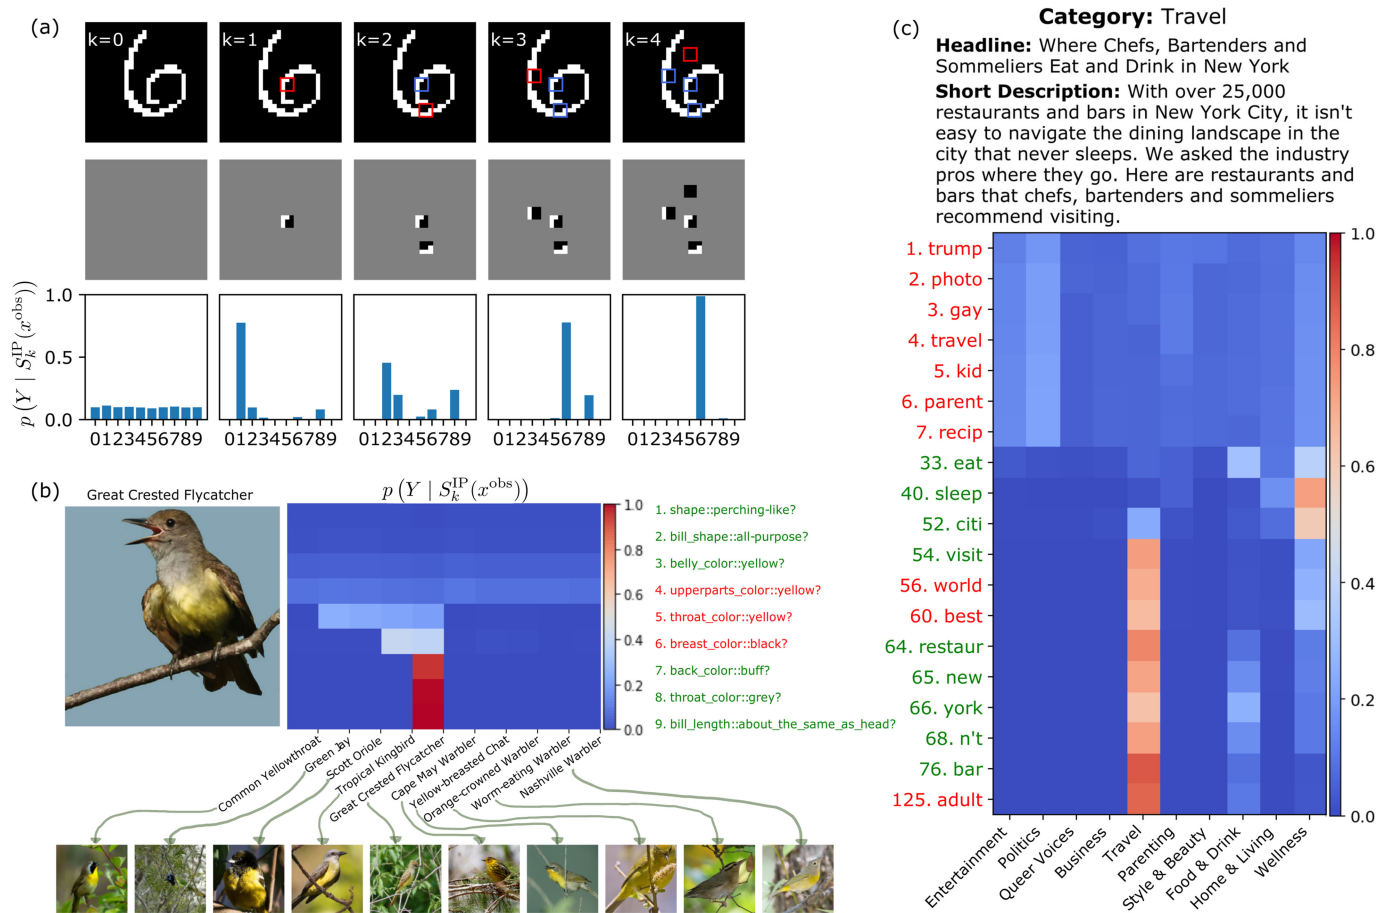 (a)
k=0
k=1
k=2
k=3
k=4
p (Y | S_k^IP (x^obs))
1.0
0.5
0.0
0123456789
0123456789
0123456789
0123456789
0123456789
(b)
Great Crested Flycatcher
p (Y | S_k^IP (x^obs))
1.0
0.8
0.6
0.4
0.2
0.0
1. shape::perching-like?
2. bill_shape::all-purpose?
3. belly_color::yellow?
4. upperparts_color::yellow?
5. throat_color::yellow?
6. breast_color::black?
7. back_color::buff?
8. throat_color::grey?
9. bill_length::about_the_same_as_head?
Common Yellowthroat
Green Jay
Scott Oriole
Tropical Kingbird
Great Crested Flycatcher
Cape May Warbler
Yellow-breasted Chat
Orange-crowned Warbler
Worm-eating Warbler
Nashville Warbler
(c)
Category: Travel
Headline: Where Chefs, Bartenders and
Sommeliers Eat and Drink in New York
Short Description: With over 25,000
restaurants and bars in New York City, it isn't
easy to navigate the dining landscape in the
city that never sleeps. We asked the industry
pros where they go. Here are restaurants and
bars that chefs, bartenders and sommeliers
recommend visiting.
1. trump
2. photo
3. gay
4. travel
5. kid
6. parent
7. recip
33. eat
40. sleep
52. citi
54. visit
56. world
60. best
64. restaur
65. new
66. york
68. n't
76. bar
125. adult
1.0
0.8
0.6
0.4
0.2
0.0
Entertainment
Politics
Queer Voices
Business
Travel
Parenting
Style & Beauty
Food & Drink
Home & Living
Wellness